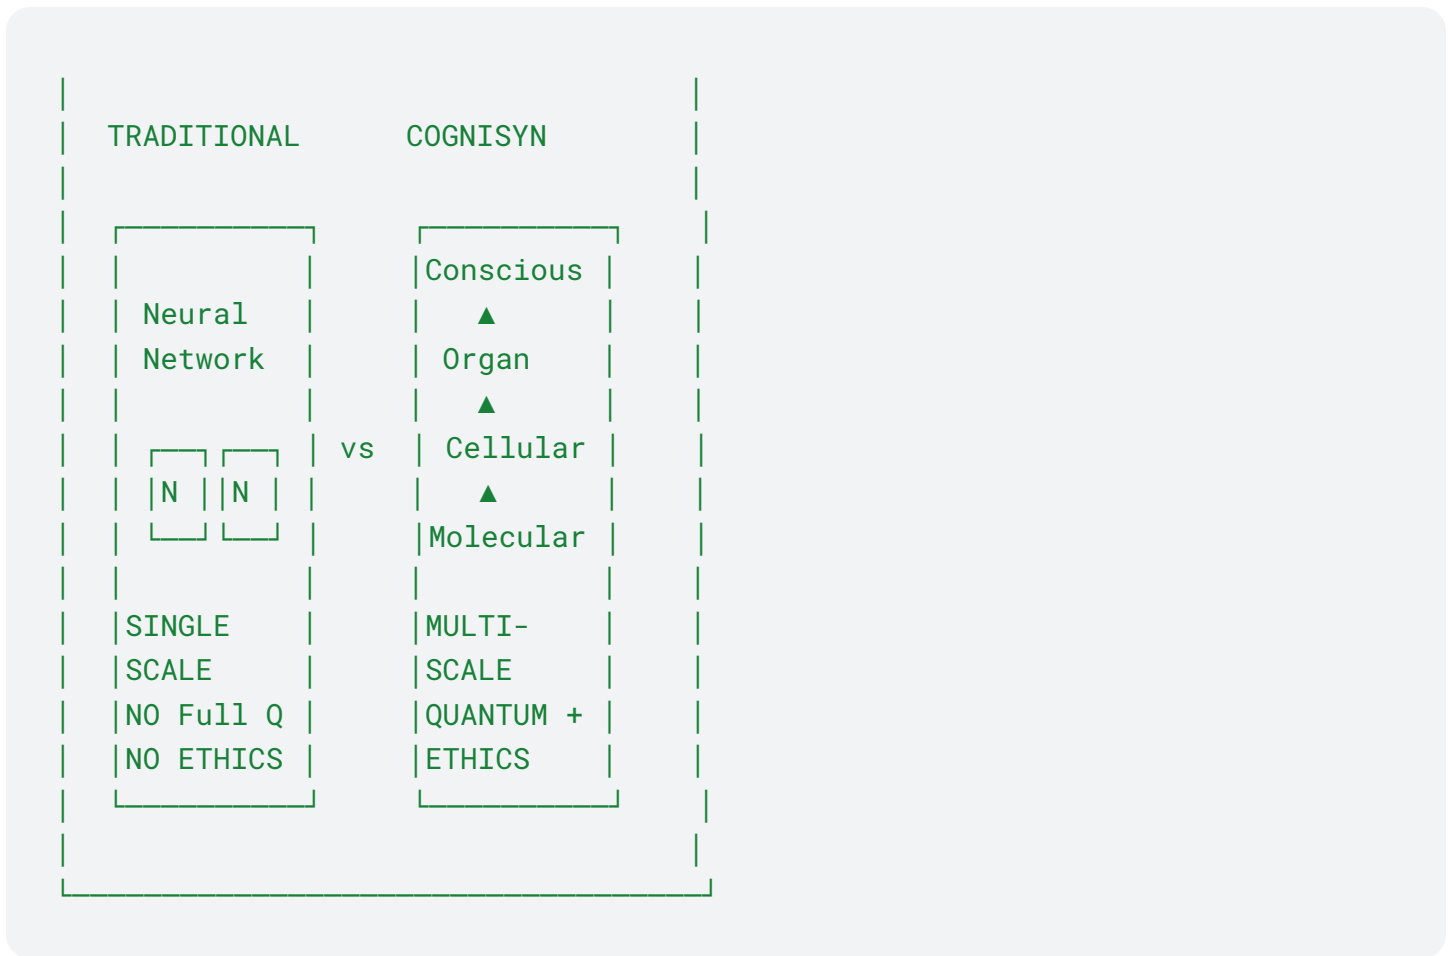 TRADITIONAL COGNISYN
Conscious
Neural ▲
Network Organ
▲
vs Cellular
N N ▲
Molecular
SINGLE MULTI-
SCALE SCALE
NO Full Q QUANTUM +
NO ETHICS ETHICS